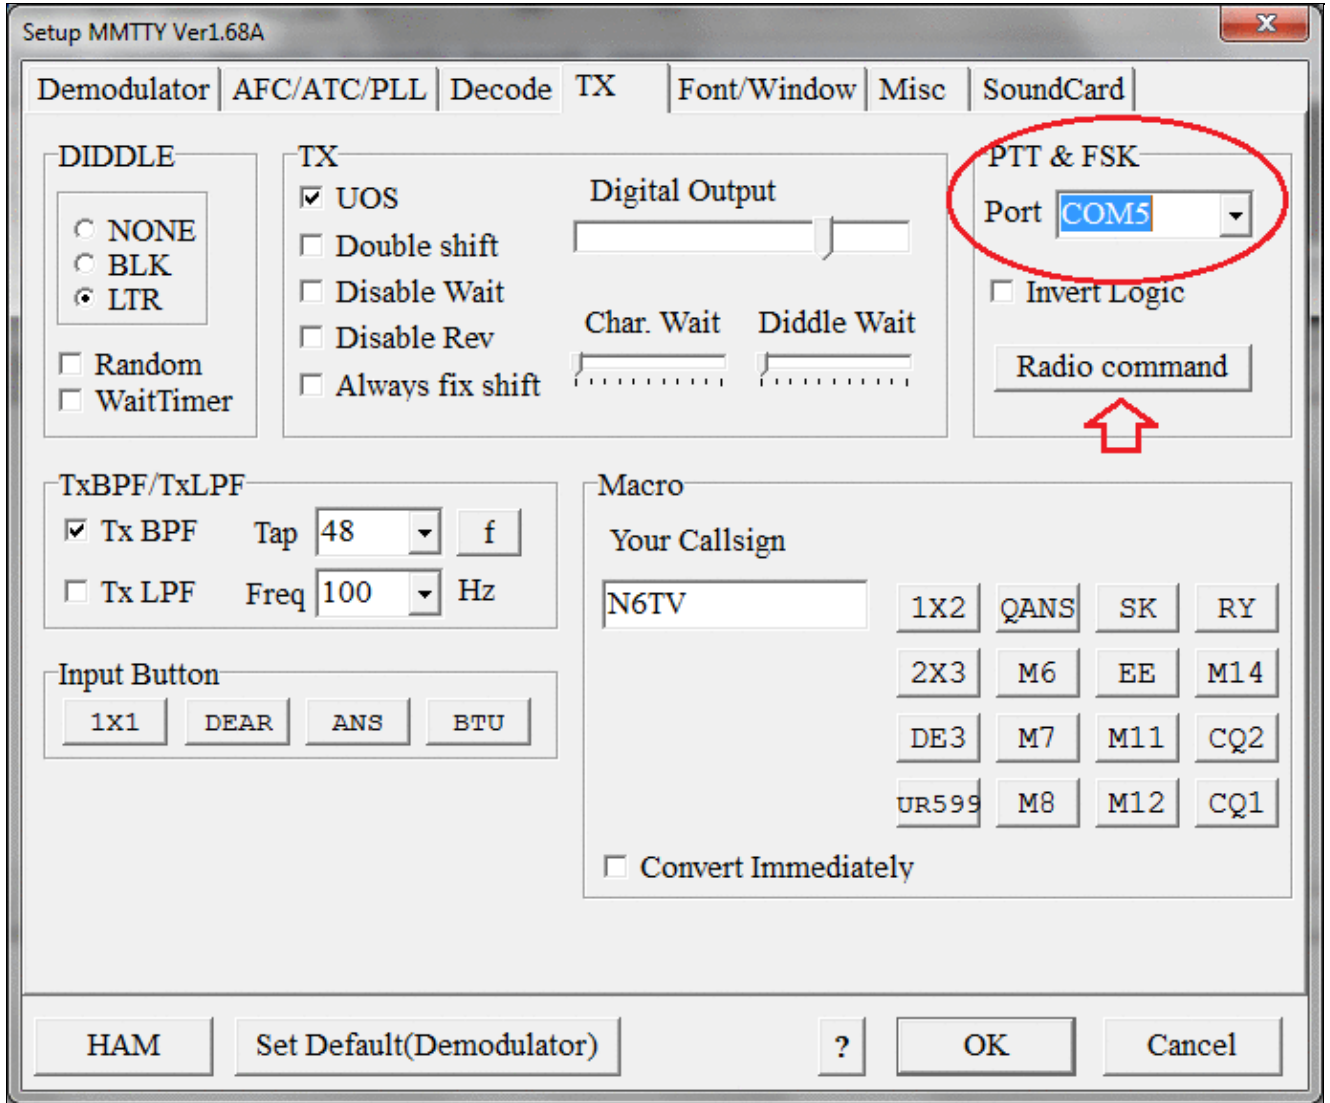 Setup MMTTY Ver1.68A
X
Demodulator AFC/ATC/PLL Decode TX Font/Window Misc SoundCard
DIDDLE
NONE
BLK
LTR
Random
WaitTimer
TX
UOS
Double shift
Disable Wait
Disable Rev
Always fix shift
Digital Output
Char. Wait Diddle Wait
PTT & FSK
Port COM5
Invert Logic
Radio command
TxBPF/TxLPF
Tx BPF Tap 48 f
Tx LPF Freq 100 Hz
Input Button
1X1 DEAR ANS BTU
Macro
Your Callsign
N6TV
1X2 QANS SK RY
2X3 M6 EE M14
DE3 M7 M11 CQ2
UR599 M8 M12 CQ1
Convert Immediately
HAM Set Default(Demodulator) ? OK Cancel